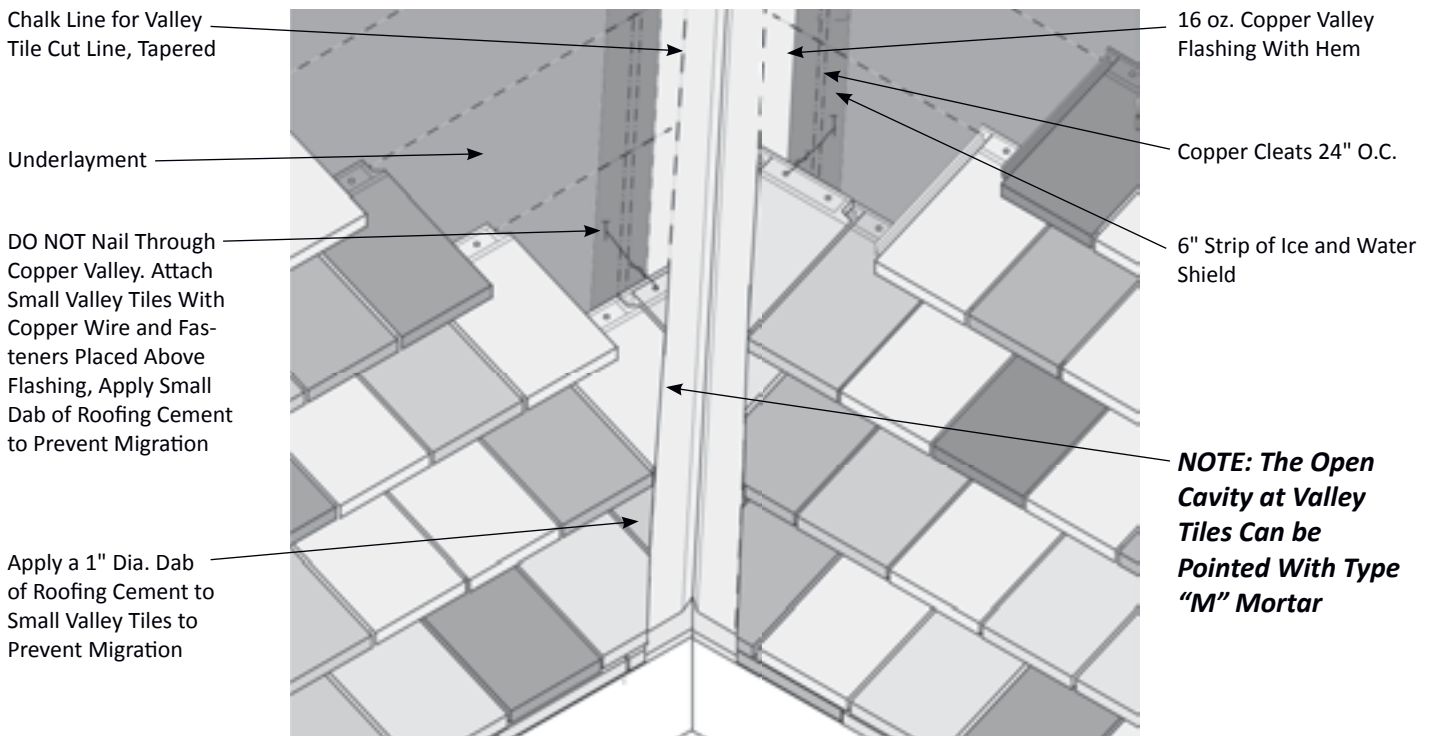 Chalk Line for Valley
Tile Cut Line, Tapered
Underlayment
DO NOT Nail Through
Copper Valley. Attach
Small Valley Tiles With
Copper Wire and Fas-
teners Placed Above
Flashing, Apply Small
Dab of Roofing Cement
to Prevent Migration
Apply a 1" Dia. Dab
of Roofing Cement to
Small Valley Tiles to
Prevent Migration
16 oz. Copper Valley
Flashing With Hem
Copper Cleats 24" O.C.
6" Strip of Ice and Water
Shield
NOTE: The Open
Cavity at Valley
Tiles Can be
Pointed With Type
“M” Mortar